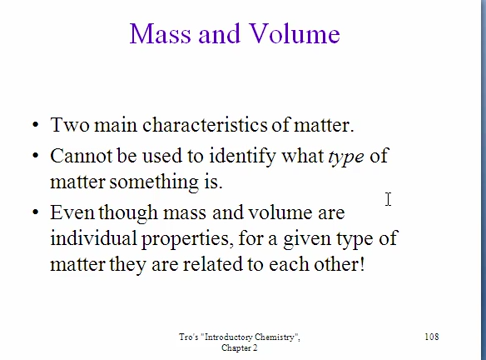 Mass and Volume
• Two main characteristics of matter.
• Cannot be used to identify what type of
matter something is.
• Even though mass and volume are
individual properties, for a given type of
matter they are related to each other!
Tro's "Introductory Chemistry",
Chapter 2
108